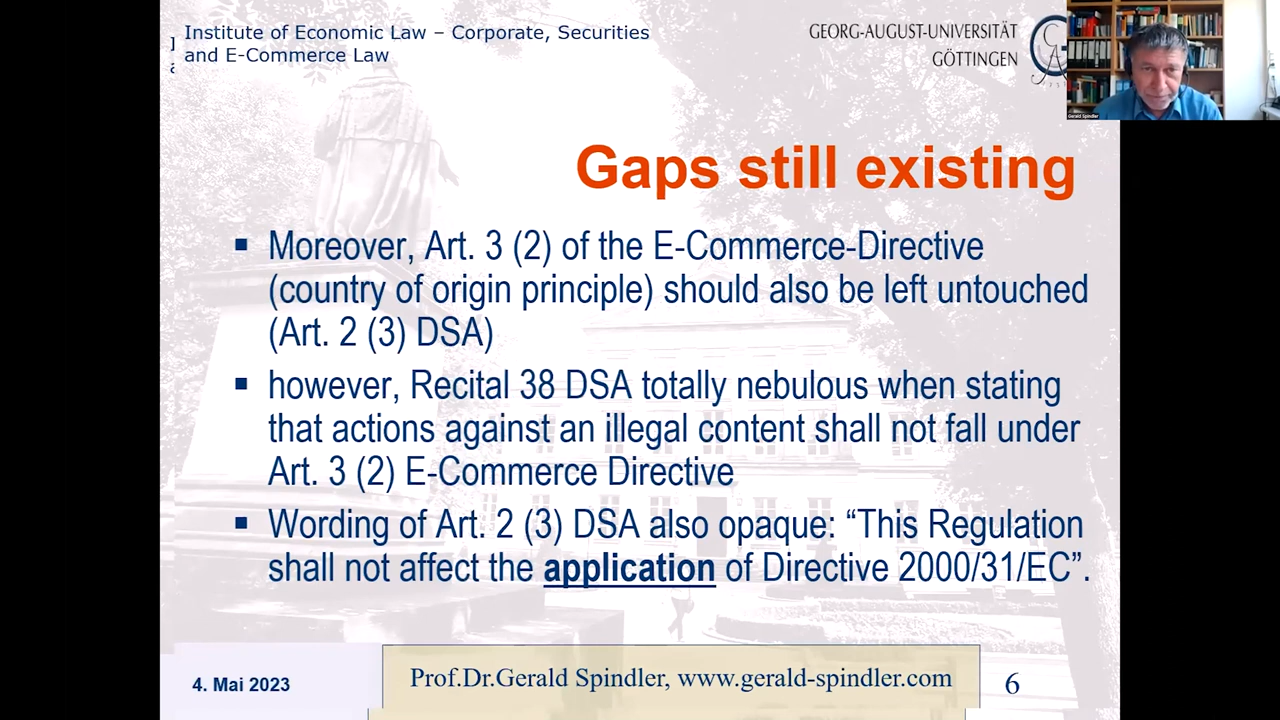 Institute of Economic Law – Corporate, Securities
and E-Commerce Law
GEORG-AUGUST-UNIVERSITÄT
GÖTTINGEN
Gerald Spindler
Gaps still existing
▪ Moreover, Art. 3 (2) of the E-Commerce-Directive
(country of origin principle) should also be left untouched
(Art. 2 (3) DSA)
▪ however, Recital 38 DSA totally nebulous when stating
that actions against an illegal content shall not fall under
Art. 3 (2) E-Commerce Directive
▪ Wording of Art. 2 (3) DSA also opaque: “This Regulation
shall not affect the application of Directive 2000/31/EC”.
4. Mai 2023
Prof.Dr.Gerald Spindler, www.gerald-spindler.com
6